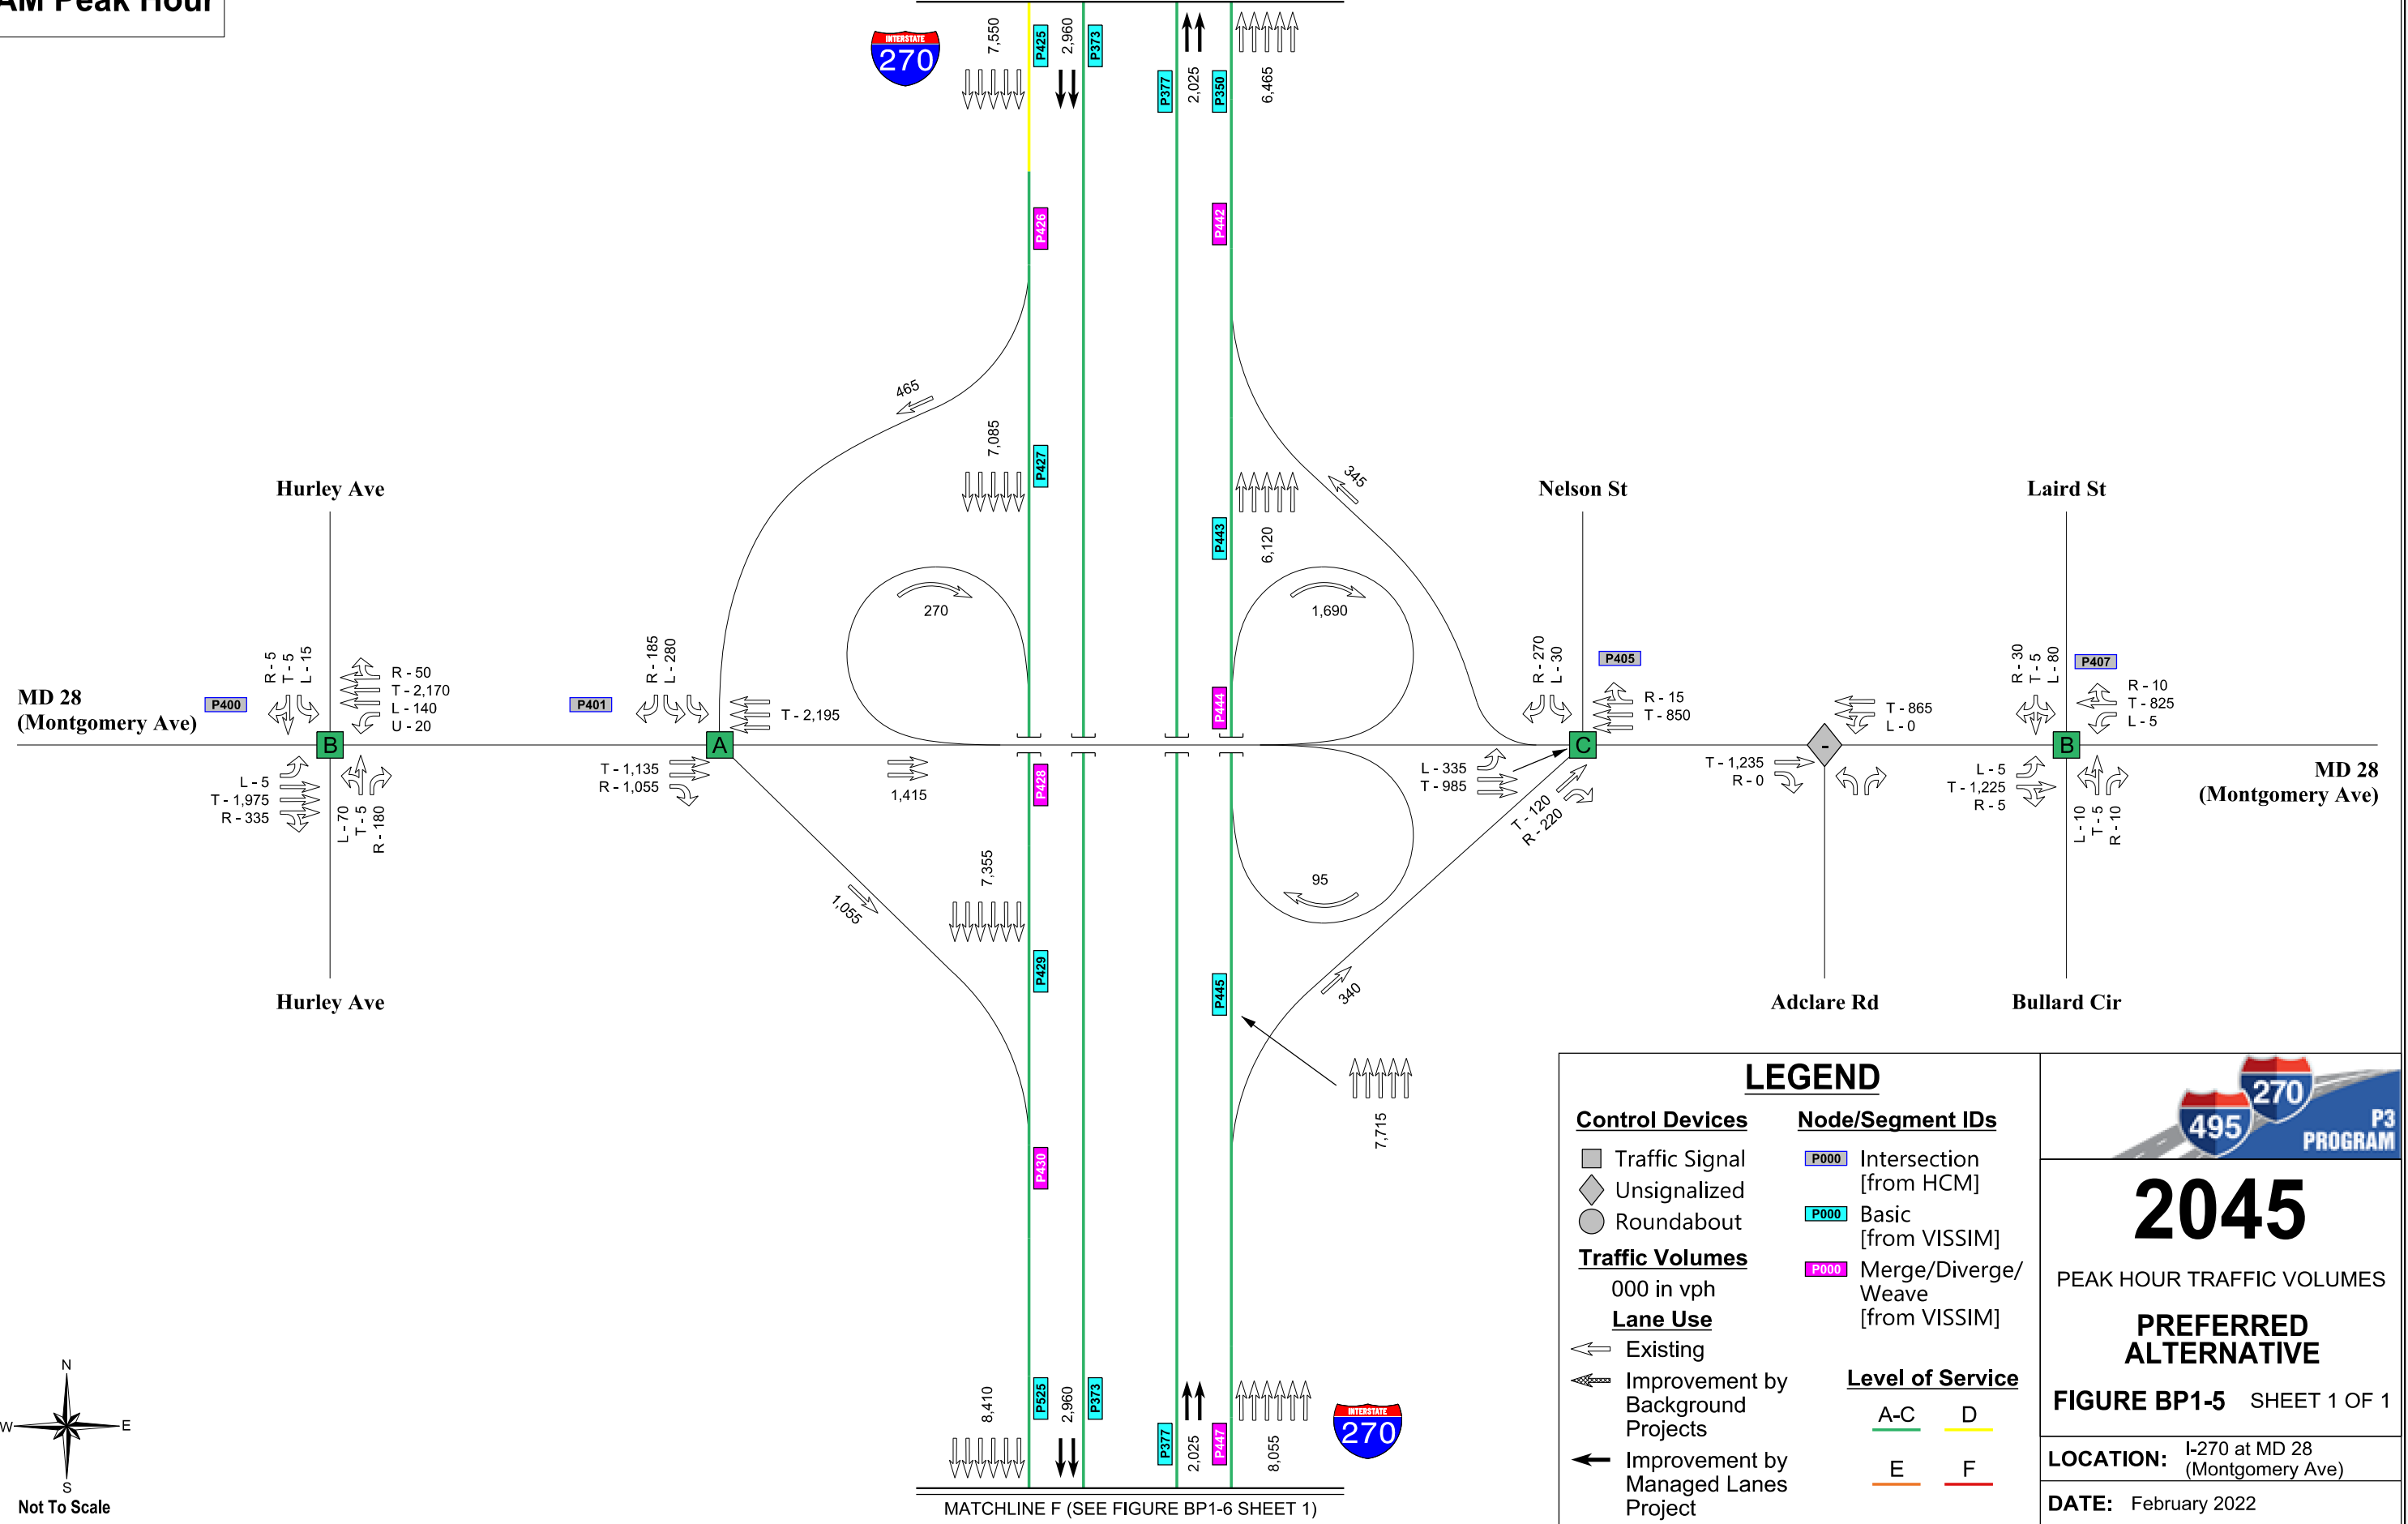 AM Peak Hour
INTERSTATE
270
7,550
P425
2,960
P373
P377
2,025
P350
6,465
P426
P442
465
7,085
P427
345
P443
6,120
Hurley Ave
Nelson St
Laird St
270
1,690
MD 28
(Montgomery Ave)
P400
R - 5
T - 5
L - 15
R - 50
T - 2,170
L - 140
U - 20
B
L - 5
T - 1,975
R - 335
L - 70
T - 5
R - 180
P401
R - 185
L - 280
T - 2,195
A
T - 1,135
R - 1,055
1,415
P444
P428
R - 270
L - 30
P405
R - 15
T - 850
C
L - 335
T - 985
T - 120
R - 220
T - 865
L - 0
-
T - 1,235
R - 0
R - 30
T - 5
L - 80
P407
R - 10
T - 825
L - 5
B
L - 5
T - 1,225
R - 5
L - 10
T - 5
R - 10
MD 28
(Montgomery Ave)
7,355
1,055
95
P429
P445
340
Hurley Ave
Adclare Rd
Bullard Cir
7,715
P430
8,410
P525
2,960
P373
P377
2,025
P447
8,055
INTERSTATE
270
MATCHLINE F (SEE FIGURE BP1-6 SHEET 1)
N
W
E
S
Not To Scale
LEGEND
Control Devices
Traffic Signal
Unsignalized
Roundabout
Traffic Volumes
000 in vph
Lane Use
Existing
Improvement by
Background
Projects
Improvement by
Managed Lanes
Project
Node/Segment IDs
P000 Intersection
[from HCM]
P000 Basic
[from VISSIM]
P000 Merge/Diverge/
Weave
[from VISSIM]
Level of Service
A-C D
E F
495
270
P3
PROGRAM
2045
PEAK HOUR TRAFFIC VOLUMES
PREFERRED
ALTERNATIVE
FIGURE BP1-5 SHEET 1 OF 1
LOCATION: I-270 at MD 28
(Montgomery Ave)
DATE: February 2022